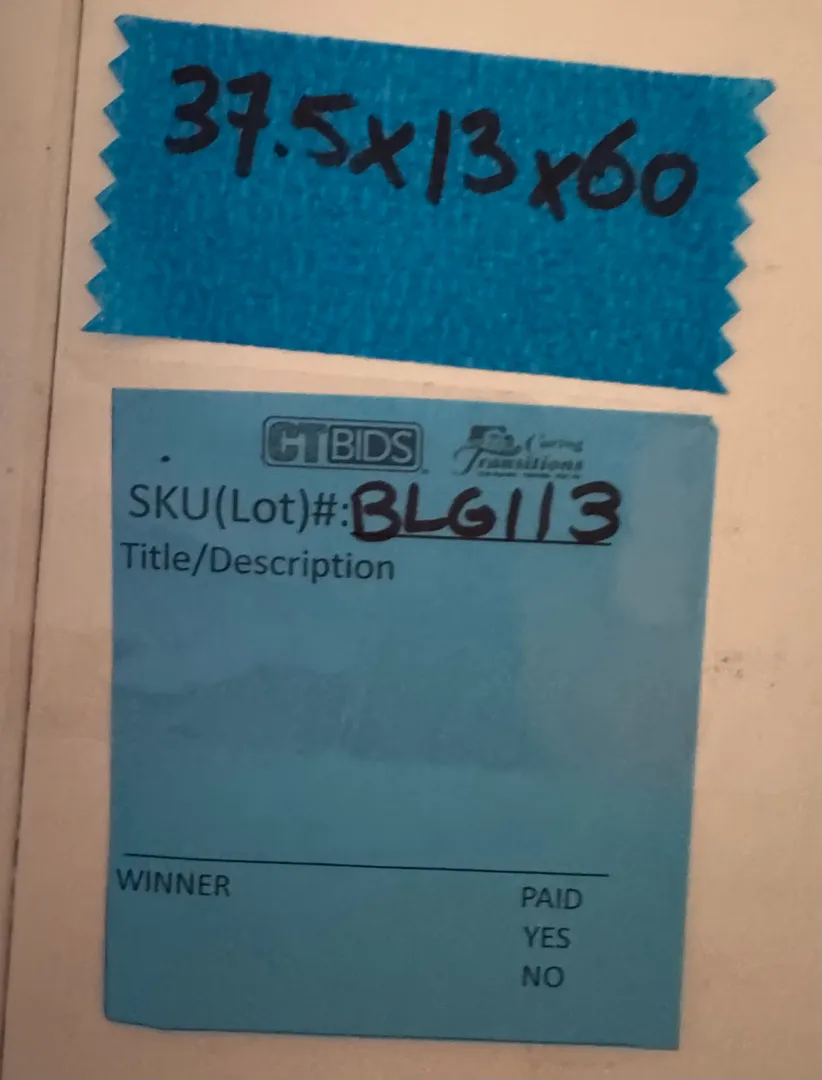 37.5x13x60
CTBIDS
Caring
Transitions
SKU(Lot)#:BLG113
Title/Description
WINNER
PAID
YES
NO